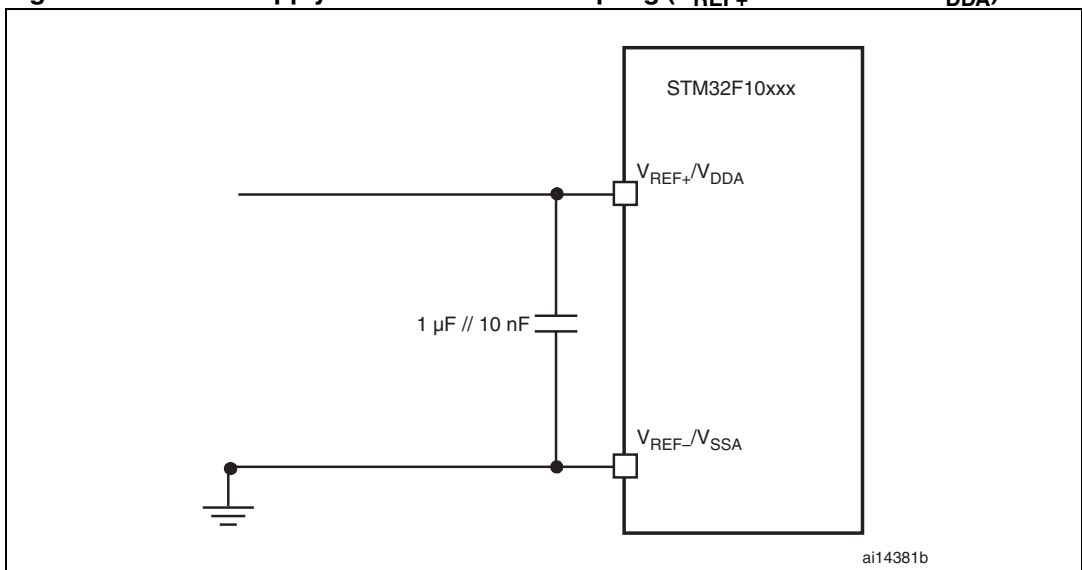 STM32F10xxx
VREF+/VDDA
1 µF // 10 nF
VREF–/VSSA
ai14381b